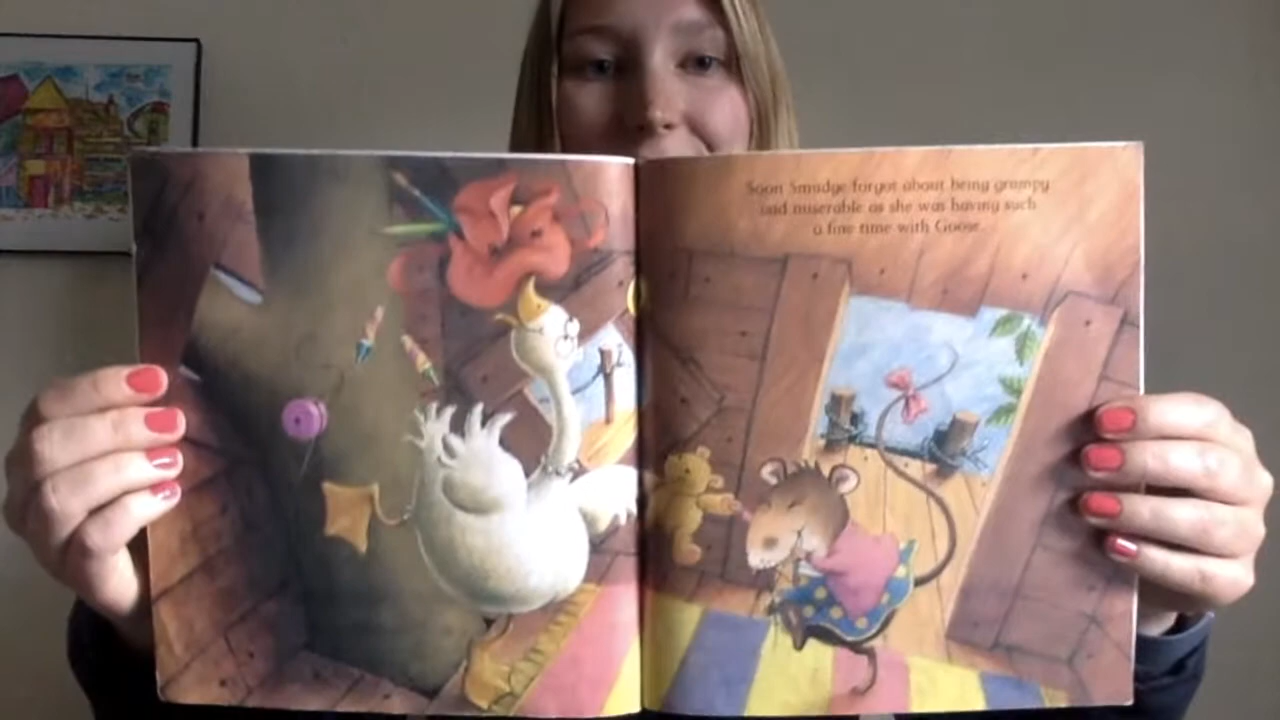 Soon Smudge forgot about being grumpy
and miserable as she was having such
a fine time with Goose.